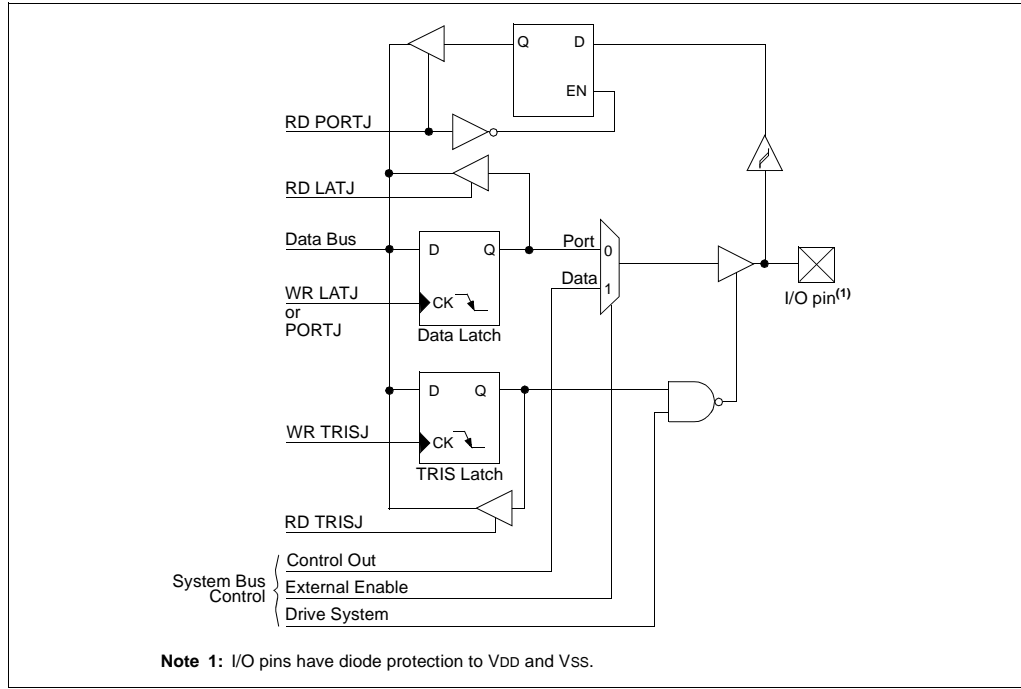 Q D
EN
RD PORTJ
RD LATJ
Data Bus
D Q
Port 0
Data 1
I/O pin(1)
WR LATJ
or
PORTJ
CK
Data Latch
D Q
WR TRISJ
CK
TRIS Latch
RD TRISJ
System Bus
Control
Control Out
External Enable
Drive System
Note 1: I/O pins have diode protection to VDD and VSS.